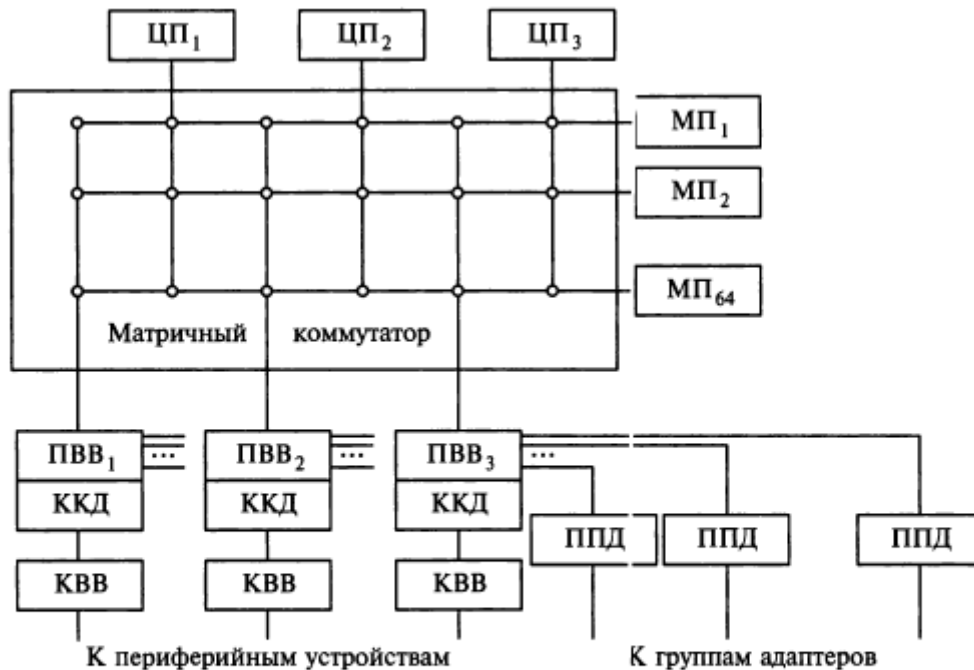 ЦП₁ ЦП₂ ЦП₃
МП₁
МП₂
МП₆₄
Матричный коммутатор
ПВВ₁ ... ПВВ₂ ... ПВВ₃ ...
ККД ККД ККД
ППД ППД ППД
КВВ КВВ КВВ
К периферийным устройствам К группам адаптеров